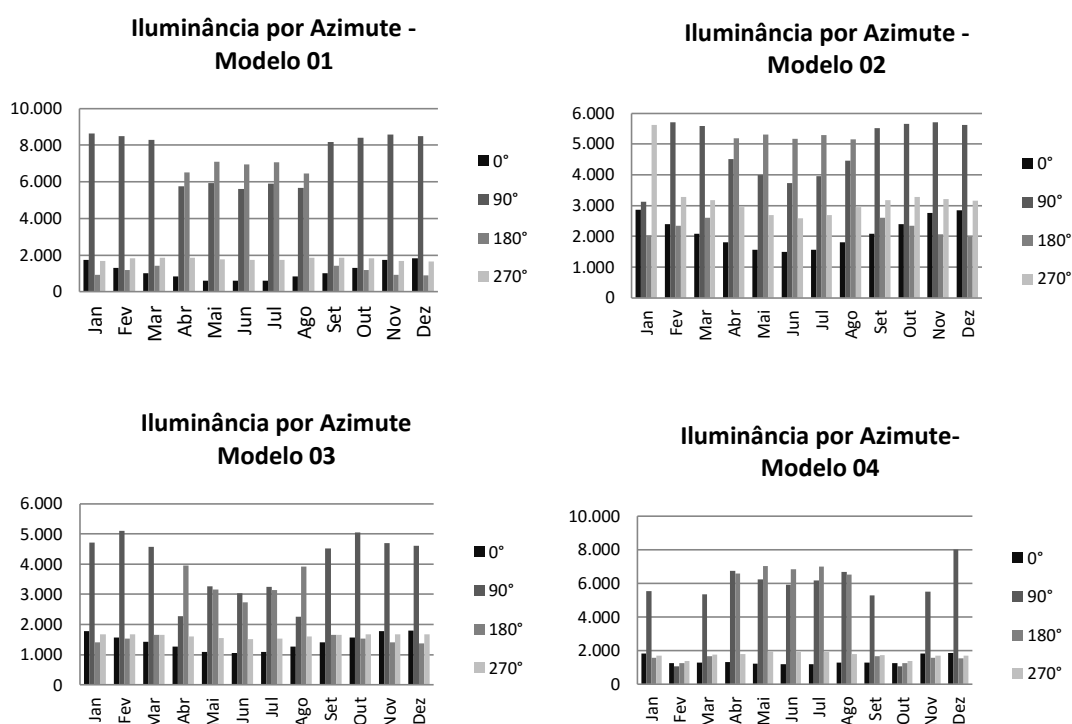 Iluminância por Azimute -
Modelo 01
10.000
8.000
6.000
4.000
2.000
0
Jan
Fev
Mar
Abr
Mai
Jun
Jul
Ago
Set
Out
Nov
Dez
0°
90°
180°
270°
Iluminância por Azimute -
Modelo 02
6.000
5.000
4.000
3.000
2.000
1.000
0
Jan
Fev
Mar
Abr
Mai
Jun
Jul
Ago
Set
Out
Nov
Dez
0°
90°
180°
270°
Iluminância por Azimute
Modelo 03
6.000
5.000
4.000
3.000
2.000
1.000
0
Jan
Fev
Mar
Abr
Mai
Jun
Jul
Ago
Set
Out
Nov
Dez
0°
90°
180°
270°
Iluminância por Azimute-
Modelo 04
10.000
8.000
6.000
4.000
2.000
0
Jan
Fev
Mar
Abr
Mai
Jun
Jul
Ago
Set
Out
Nov
Dez
0°
90°
180°
270°